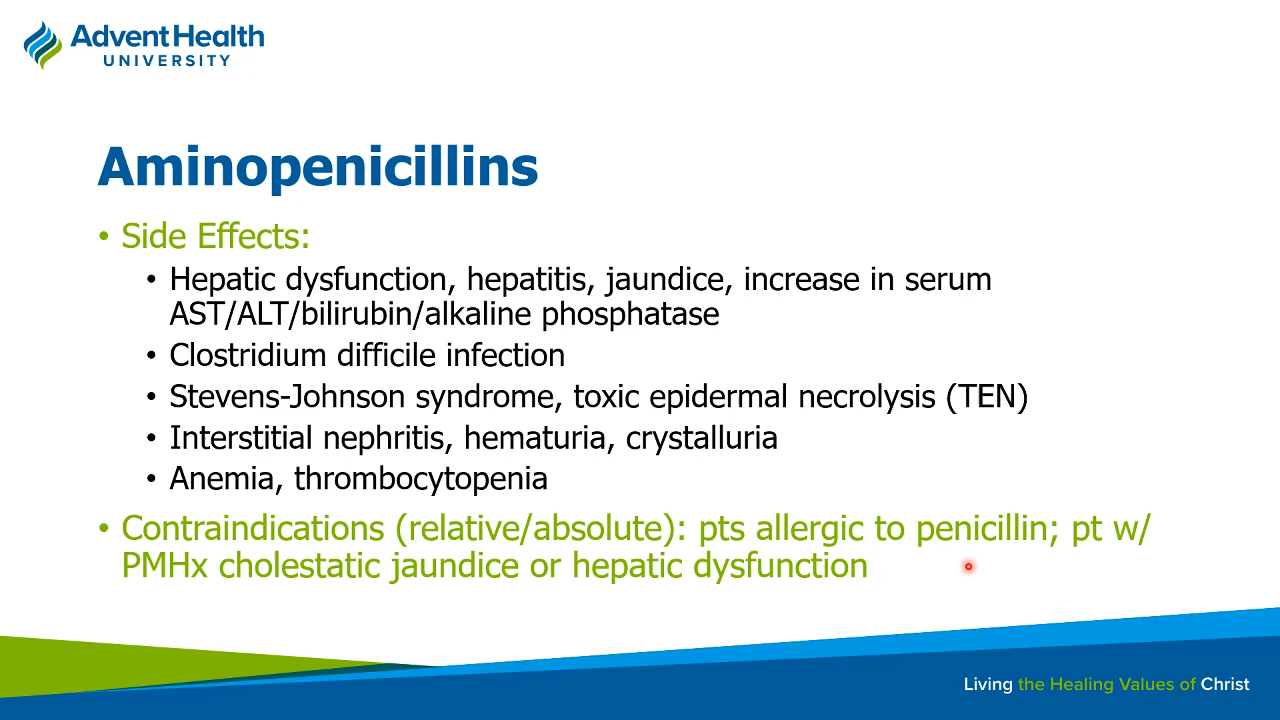 AdventHealth
UNIVERSITY
Aminopenicillins
• Side Effects:
• Hepatic dysfunction, hepatitis, jaundice, increase in serum
AST/ALT/bilirubin/alkaline phosphatase
• Clostridium difficile infection
• Stevens-Johnson syndrome, toxic epidermal necrolysis (TEN)
• Interstitial nephritis, hematuria, crystalluria
• Anemia, thrombocytopenia
• Contraindications (relative/absolute): pts allergic to penicillin; pt w/
PMHx cholestatic jaundice or hepatic dysfunction
Living the Healing Values of Christ